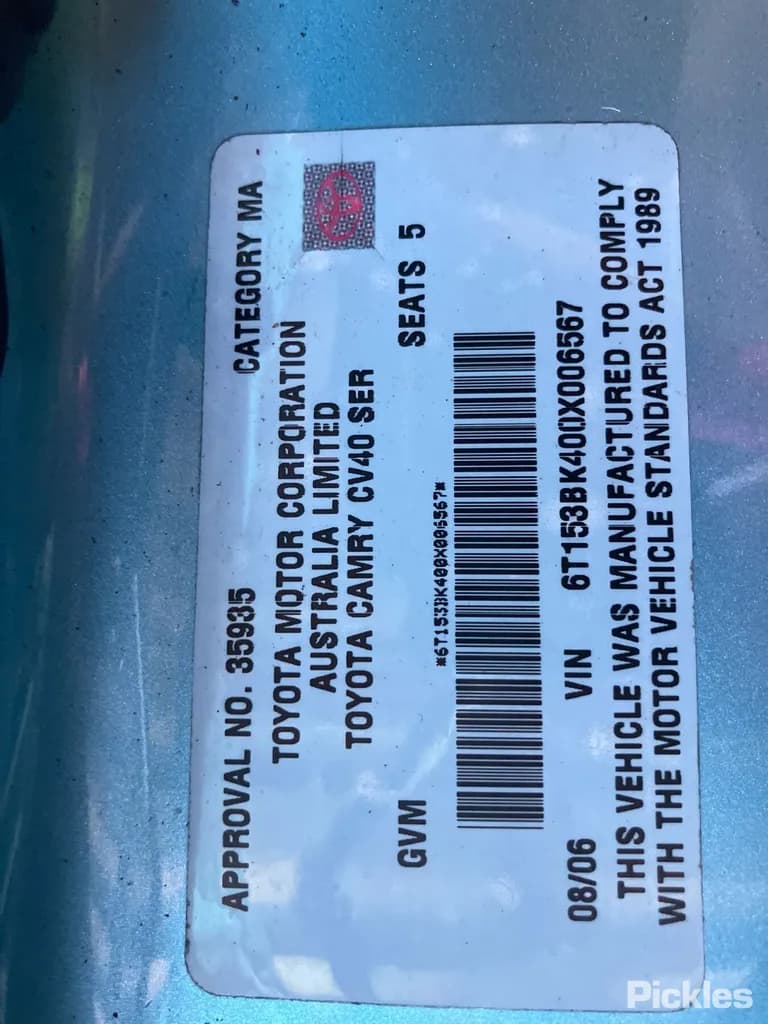 APPROVAL NO. 35935 CATEGORY MA
TOYOTA MOTOR CORPORATION
AUSTRALIA LIMITED
TOYOTA CAMRY CV40 SER
GVM SEATS 5
*6T153BK400X006567*
08/06 VIN 6T153BK400X006567
THIS VEHICLE WAS MANUFACTURED TO COMPLY
WITH THE MOTOR VEHICLE STANDARDS ACT 1989
Pickles